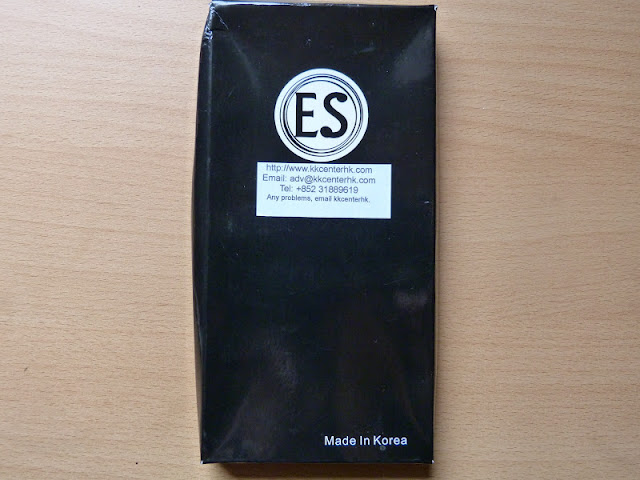 ES
http://www.kkcenterhk.com
Email: adv@kkcenterhk.com
Tel: +852 31889619
Any problems, email kkcenterhk.
Made In Korea